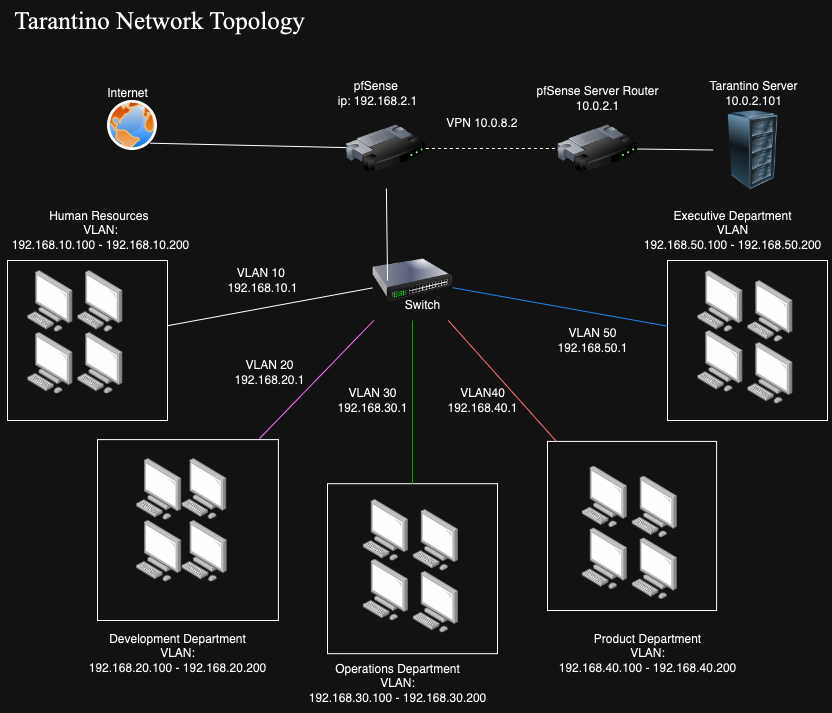 Tarantino Network Topology
Internet
pfSense
ip: 192.168.2.1
VPN 10.0.8.2
pfSense Server Router
10.0.2.1
Tarantino Server
10.0.2.101
Human Resources
VLAN:
192.168.10.100 - 192.168.10.200
Executive Department
VLAN
192.168.50.100 - 192.168.50.200
VLAN 10
192.168.10.1
Switch
VLAN 50
192.168.50.1
VLAN 20
192.168.20.1
VLAN 30
192.168.30.1
VLAN40
192.168.40.1
Development Department
VLAN:
192.168.20.100 - 192.168.20.200
Operations Department
VLAN:
192.168.30.100 - 192.168.30.200
Product Department
VLAN:
192.168.40.100 - 192.168.40.200